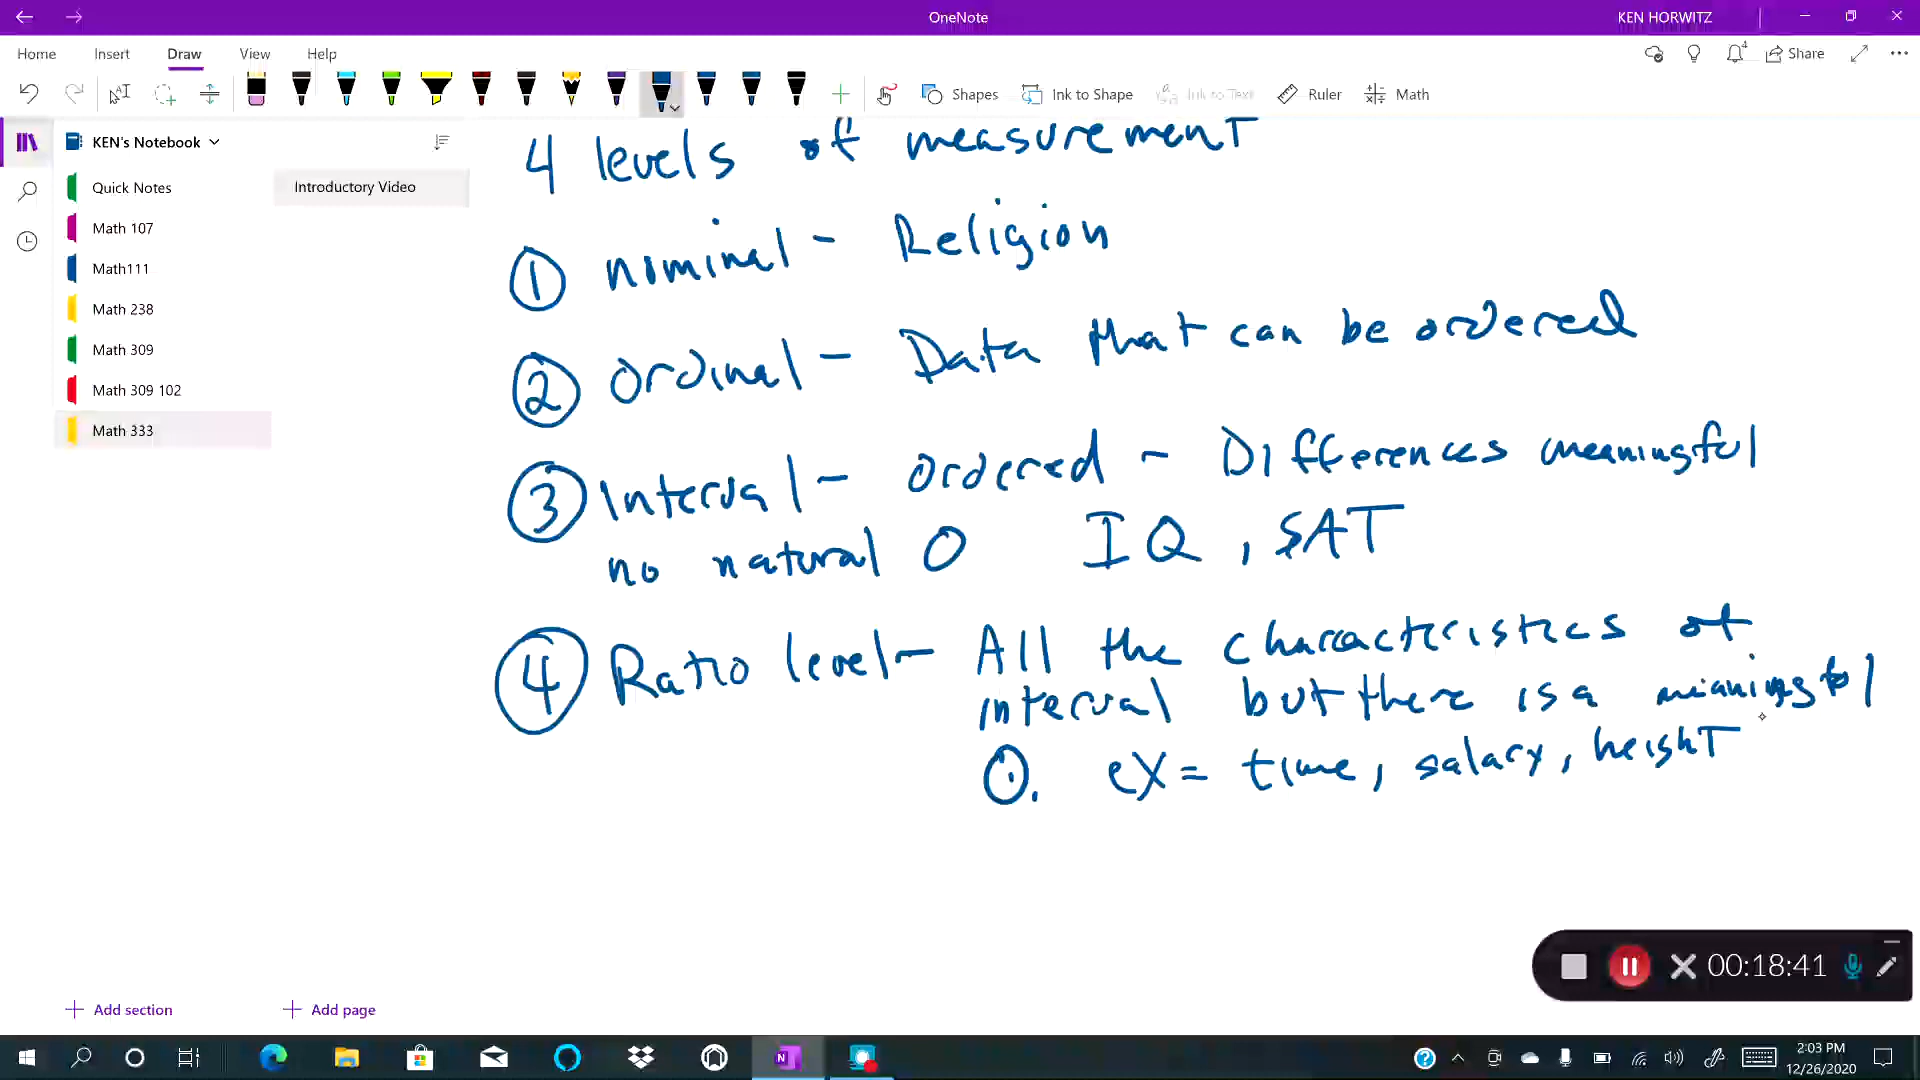 OneNote
KEN HORWITZ
Home Insert Draw View Help
Share
Shapes Ink to Shape Ink to Text Ruler Math
KEN's Notebook
Quick Notes
Math 107
Math111
Math 238
Math 309
Math 309 102
Math 333
Introductory Video
4 levels of measurement
① nominal - Religion
② Ordinal - Data that can be ordered
③ Interval - ordered - Differences meaningful
no natural 0 IQ, SAT
④ Ratio level - All the characteristics of
interval but there is a meaningful
0. ex = time, salary, height
00:18:41
Add section
Add page
2:03 PM
12/26/2020